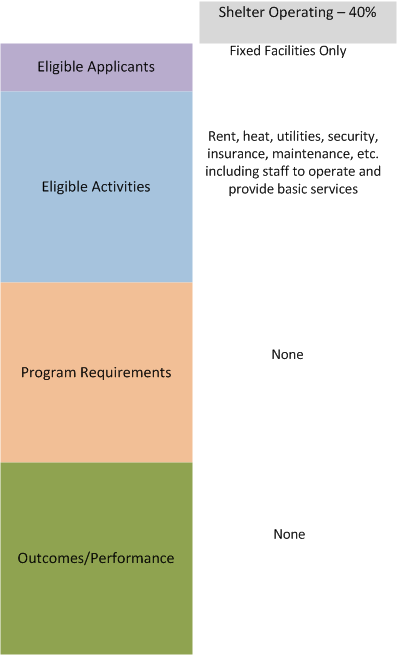 Shelter Operating – 40%
Eligible Applicants
Fixed Facilities Only
Eligible Activities
Rent, heat, utilities, security,
insurance, maintenance, etc.
including staff to operate and
provide basic services
Program Requirements
None
Outcomes/Performance
None